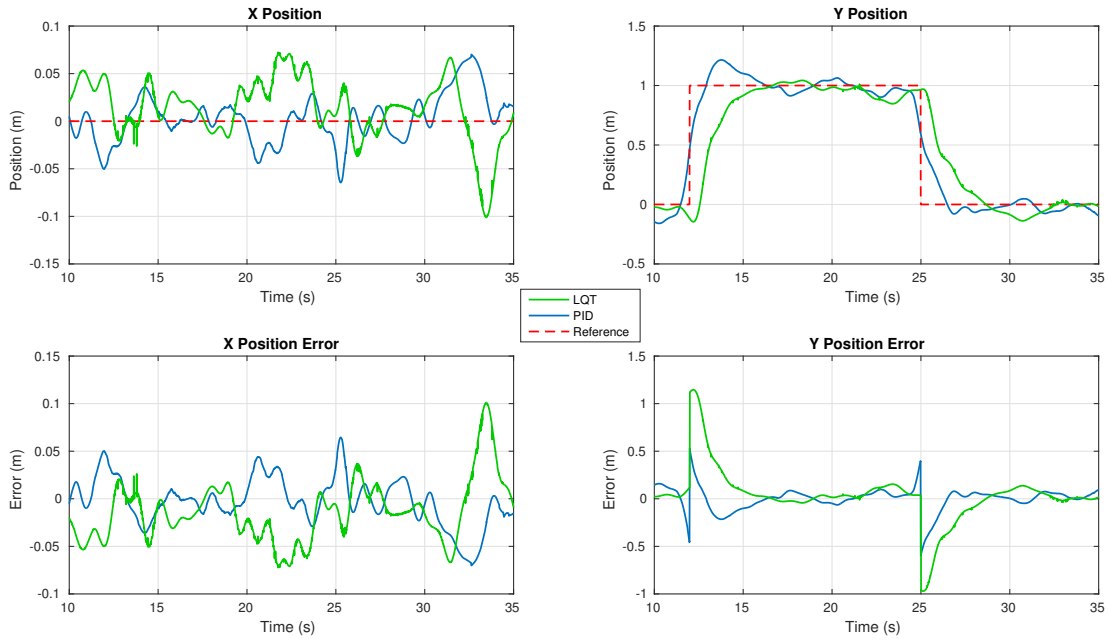 X Position
0.1
0.05
0
-0.05
-0.1
-0.15
Position (m)
10 15 20 25 30 35
Time (s)
Y Position
1.5
1
0.5
0
-0.5
Position (m)
10 15 20 25 30 35
Time (s)
LQT
PID
Reference
X Position Error
0.15
0.1
0.05
0
-0.05
-0.1
Error (m)
10 15 20 25 30 35
Time (s)
Y Position Error
1.5
1
0.5
0
-0.5
-1
Error (m)
10 15 20 25 30 35
Time (s)